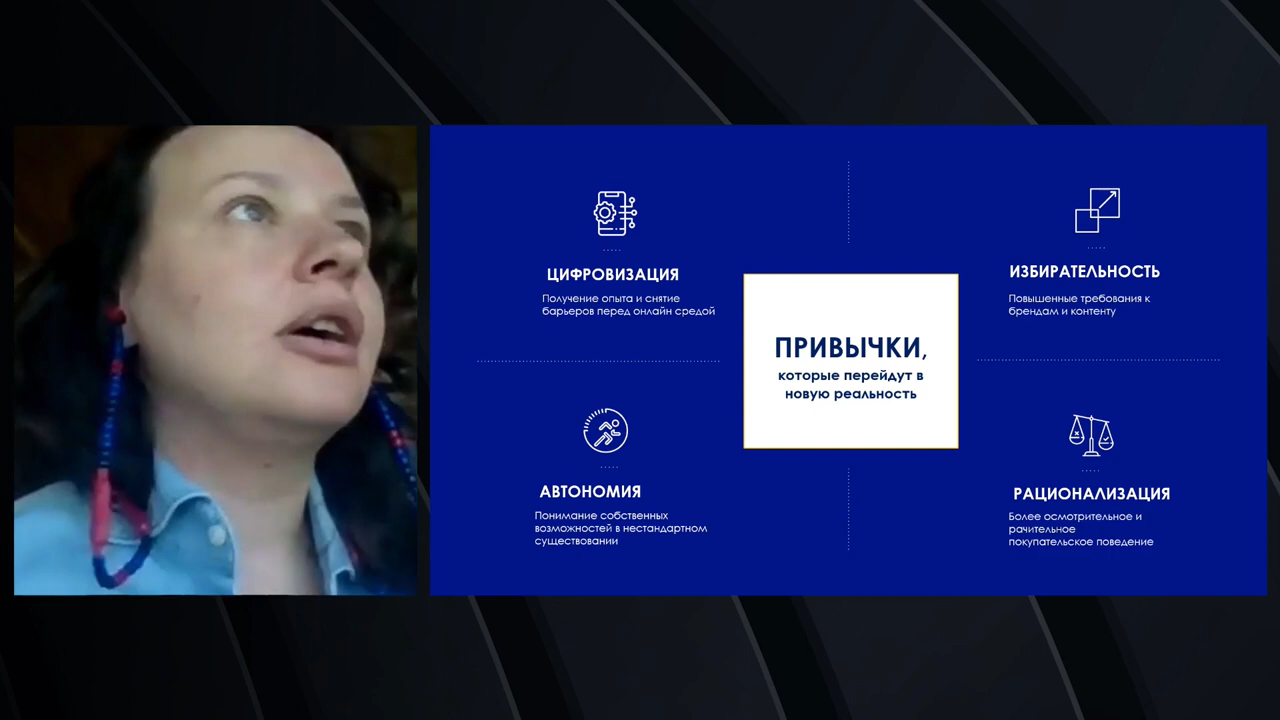 ЦИФРОВИЗАЦИЯ
Получение опыта и снятие
барьеров перед онлайн средой
ИЗБИРАТЕЛЬНОСТЬ
Повышенные требования к
брендам и контенту
ПРИВЫЧКИ,
которые перейдут в
новую реальность
АВТОНОМИЯ
Понимание собственных
возможностей в нестандартном
существовании
РАЦИОНАЛИЗАЦИЯ
Более осмотрительное и
рачительное
покупательское поведение